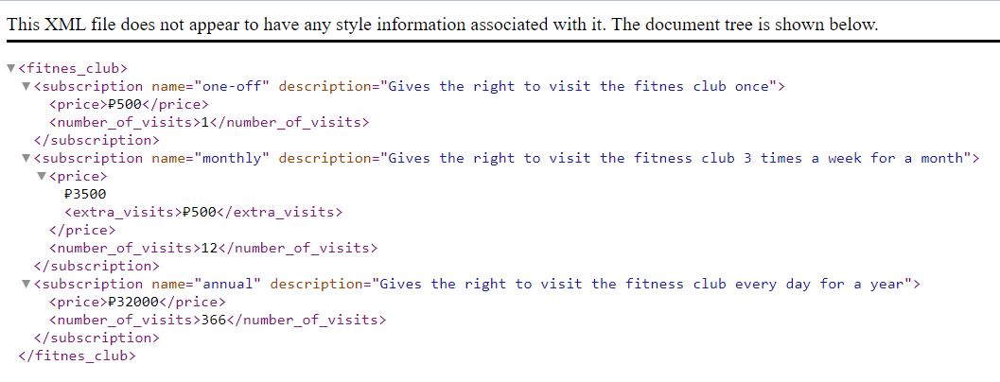 This XML file does not appear to have any style information associated with it. The document tree is shown below.
▼<fitnes_club>
▼<subscription name="one-off" description="Gives the right to visit the fitnes club once">
<price>₽500</price>
<number_of_visits>1</number_of_visits>
</subscription>
▼<subscription name="monthly" description="Gives the right to visit the fitness club 3 times a week for a month">
▼<price>
₽3500
<extra_visits>₽500</extra_visits>
</price>
<number_of_visits>12</number_of_visits>
</subscription>
▼<subscription name="annual" description="Gives the right to visit the fitness club every day for a year">
<price>₽32000</price>
<number_of_visits>366</number_of_visits>
</subscription>
</fitnes_club>